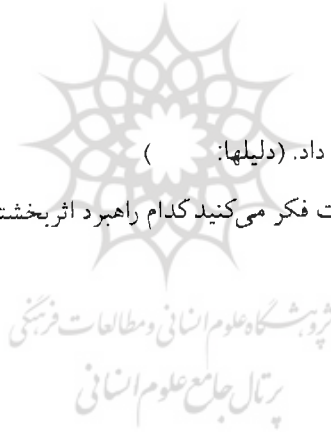 داد. (دلیلها: )
ت فکر می‌کنید کدام راهبرد اثربخشت
پژوهشگاه علوم انسانی و مطالعات فرهنگی
پرتال جامع علوم انسانی